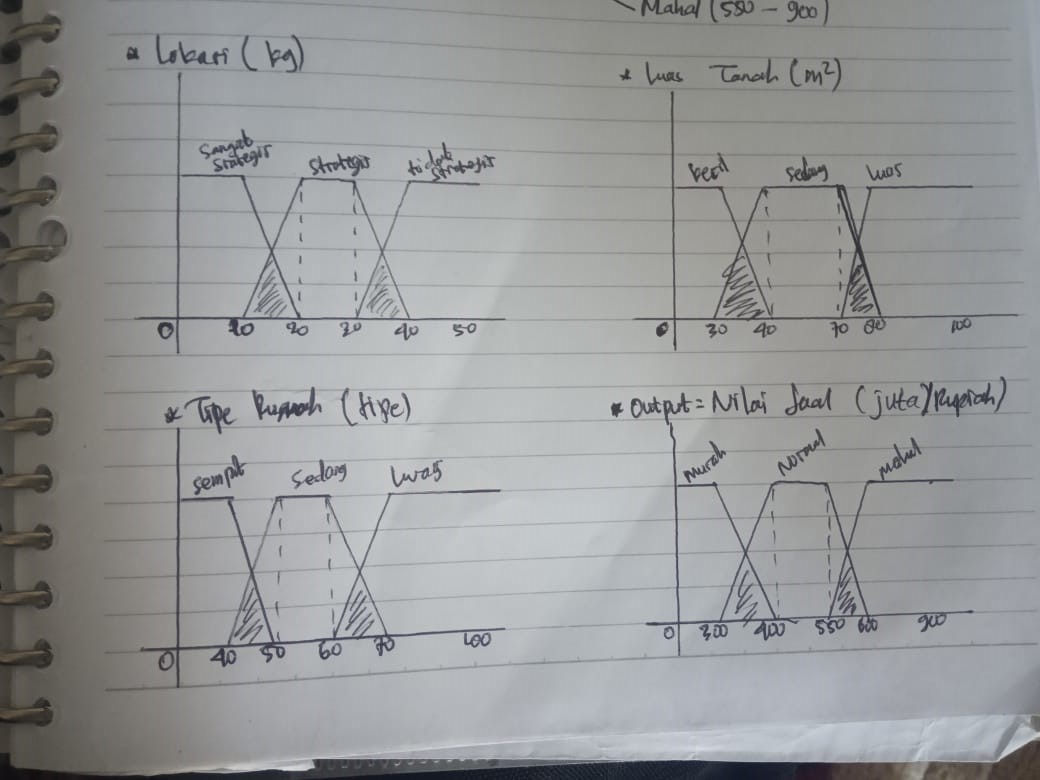 Mahal (550 - 900)
* Lokasi (kg)
Sangat strategis
strategis
tidak strategis
0 10 20 30 40 50
* Luas Tanah (m²)
kecil
sedang
luas
0 30 40 70 80 100
* Tipe Rumah (tipe)
sempit
sedang
luas
0 40 50 60 70 100
* Output = Nilai Jual (juta)(Rupiah)
murah
Normal
mahal
0 300 400 550 600 900